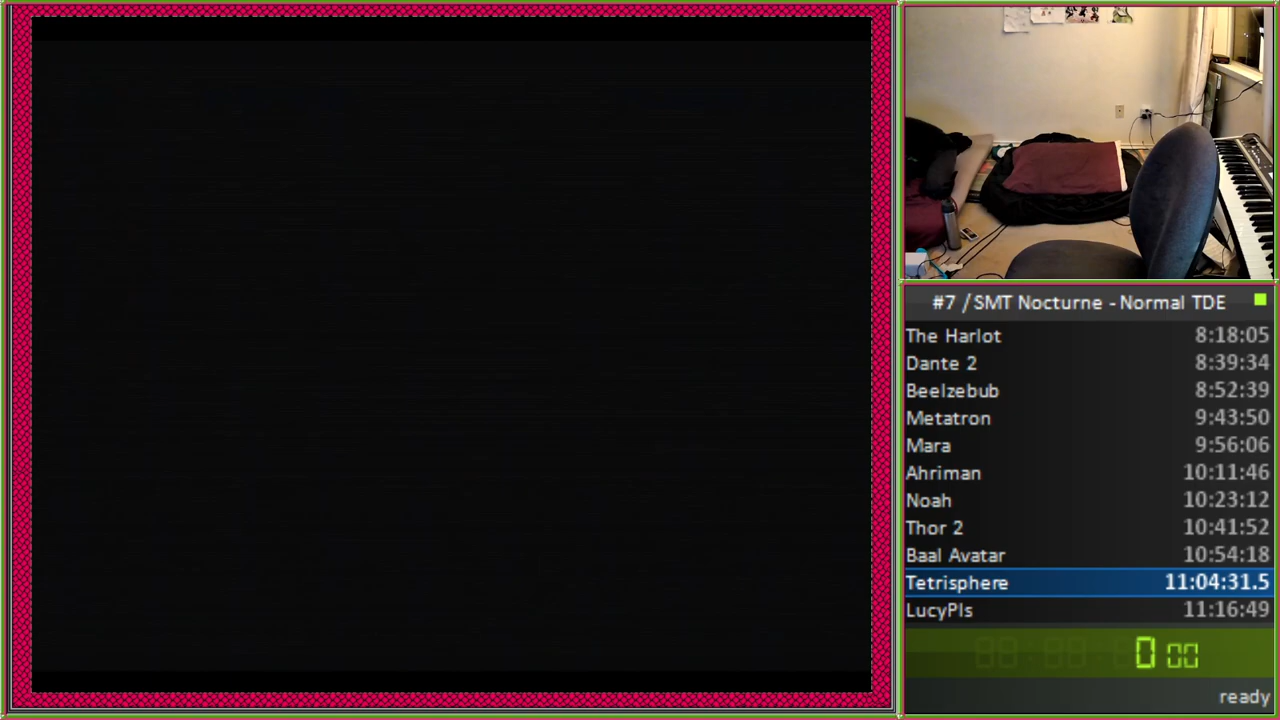 #7 / SMT Nocturne - Normal TDE
The Harlot 8:18:05
Dante 2 8:39:34
Beelzebub 8:52:39
Metatron 9:43:50
Mara 9:56:06
Ahriman 10:11:46
Noah 10:23:12
Thor 2 10:41:52
Baal Avatar 10:54:18
Tetrisphere 11:04:31.5
LucyPls 11:16:49
0 00
ready